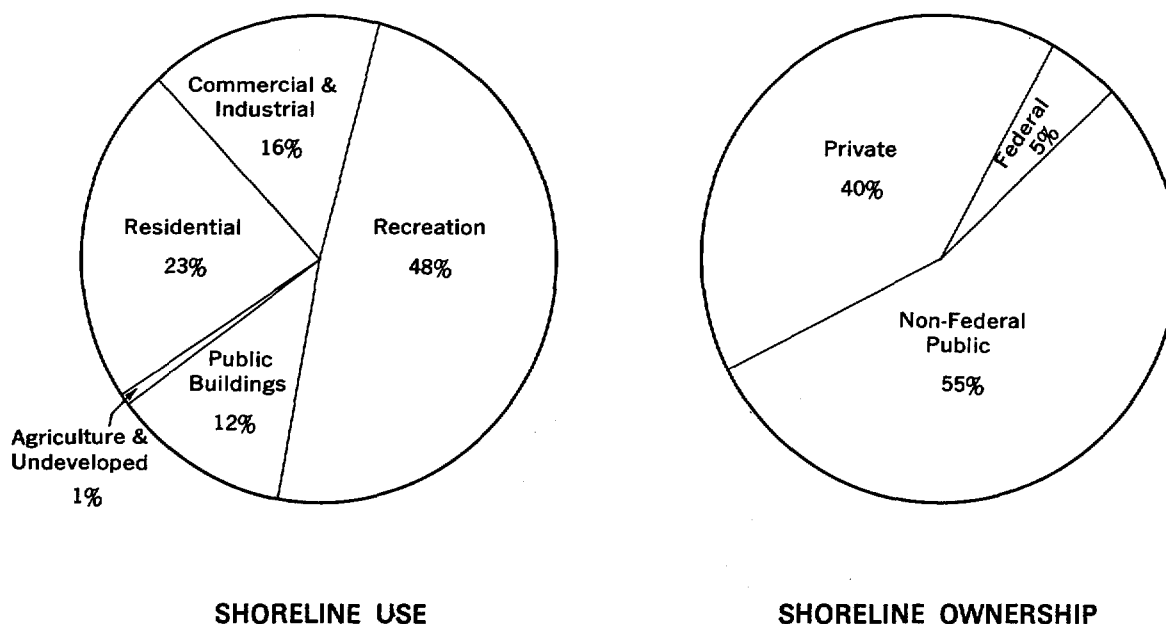 Commercial &
Industrial
16%
Residential
23%
Recreation
48%
Public
Buildings
12%
Agriculture &
Undeveloped
1%
SHORELINE USE
Private
40%
Federal
5%
Non-Federal
Public
55%
SHORELINE OWNERSHIP